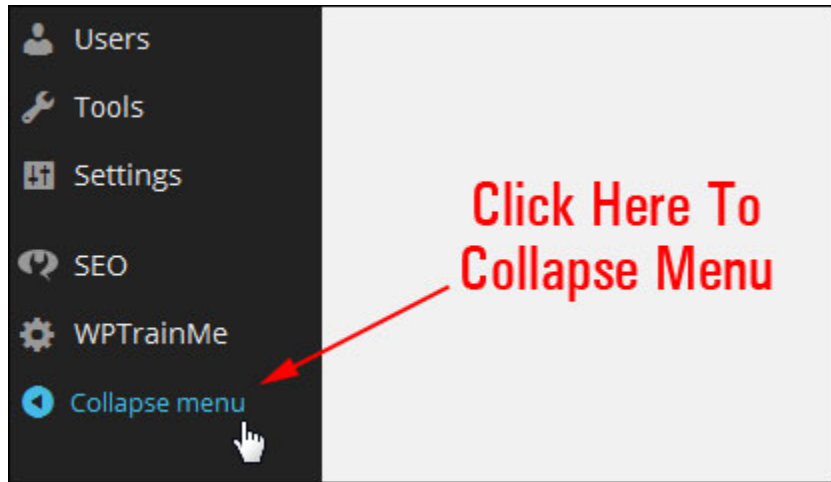 Users
Tools
Settings
SEO
WPTrainMe
Collapse menu
Click Here To
Collapse Menu